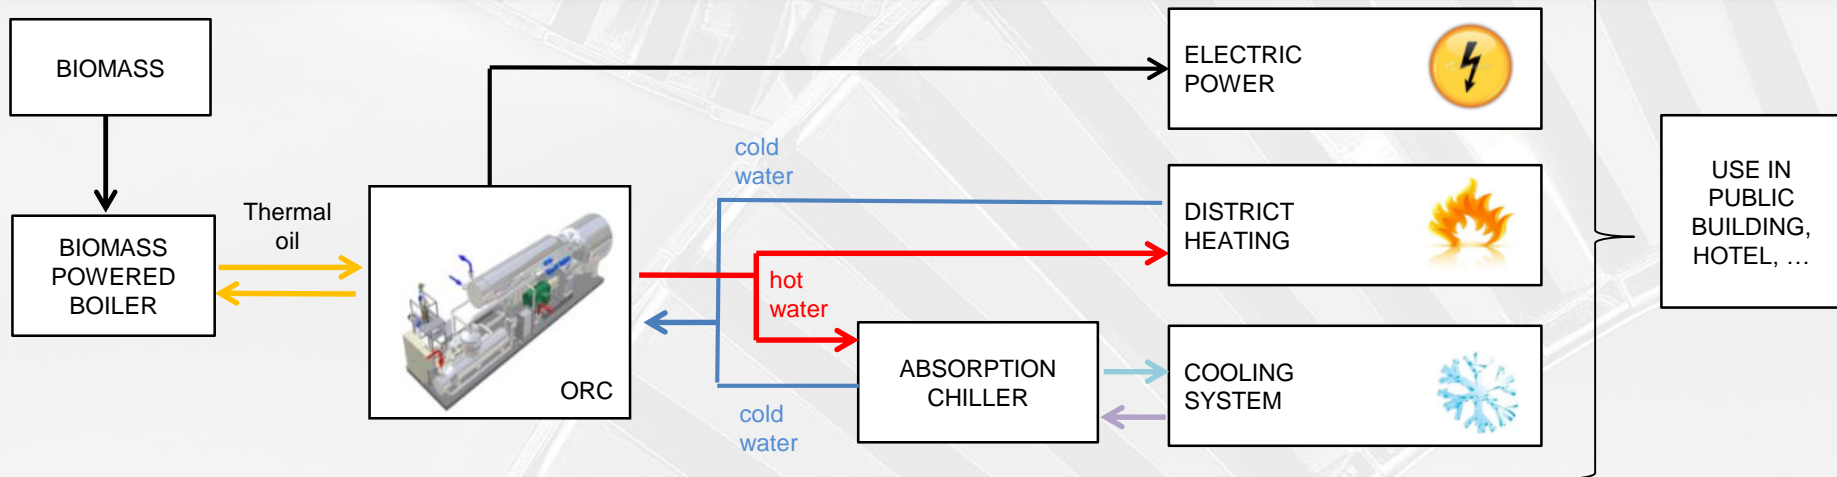 BIOMASS
BIOMASS
POWERED
BOILER
Thermal
oil
ORC
cold
water
hot
water
cold
water
ABSORPTION
CHILLER
ELECTRIC
POWER
DISTRICT
HEATING
COOLING
SYSTEM
USE IN
PUBLIC
BUILDING,
HOTEL, …